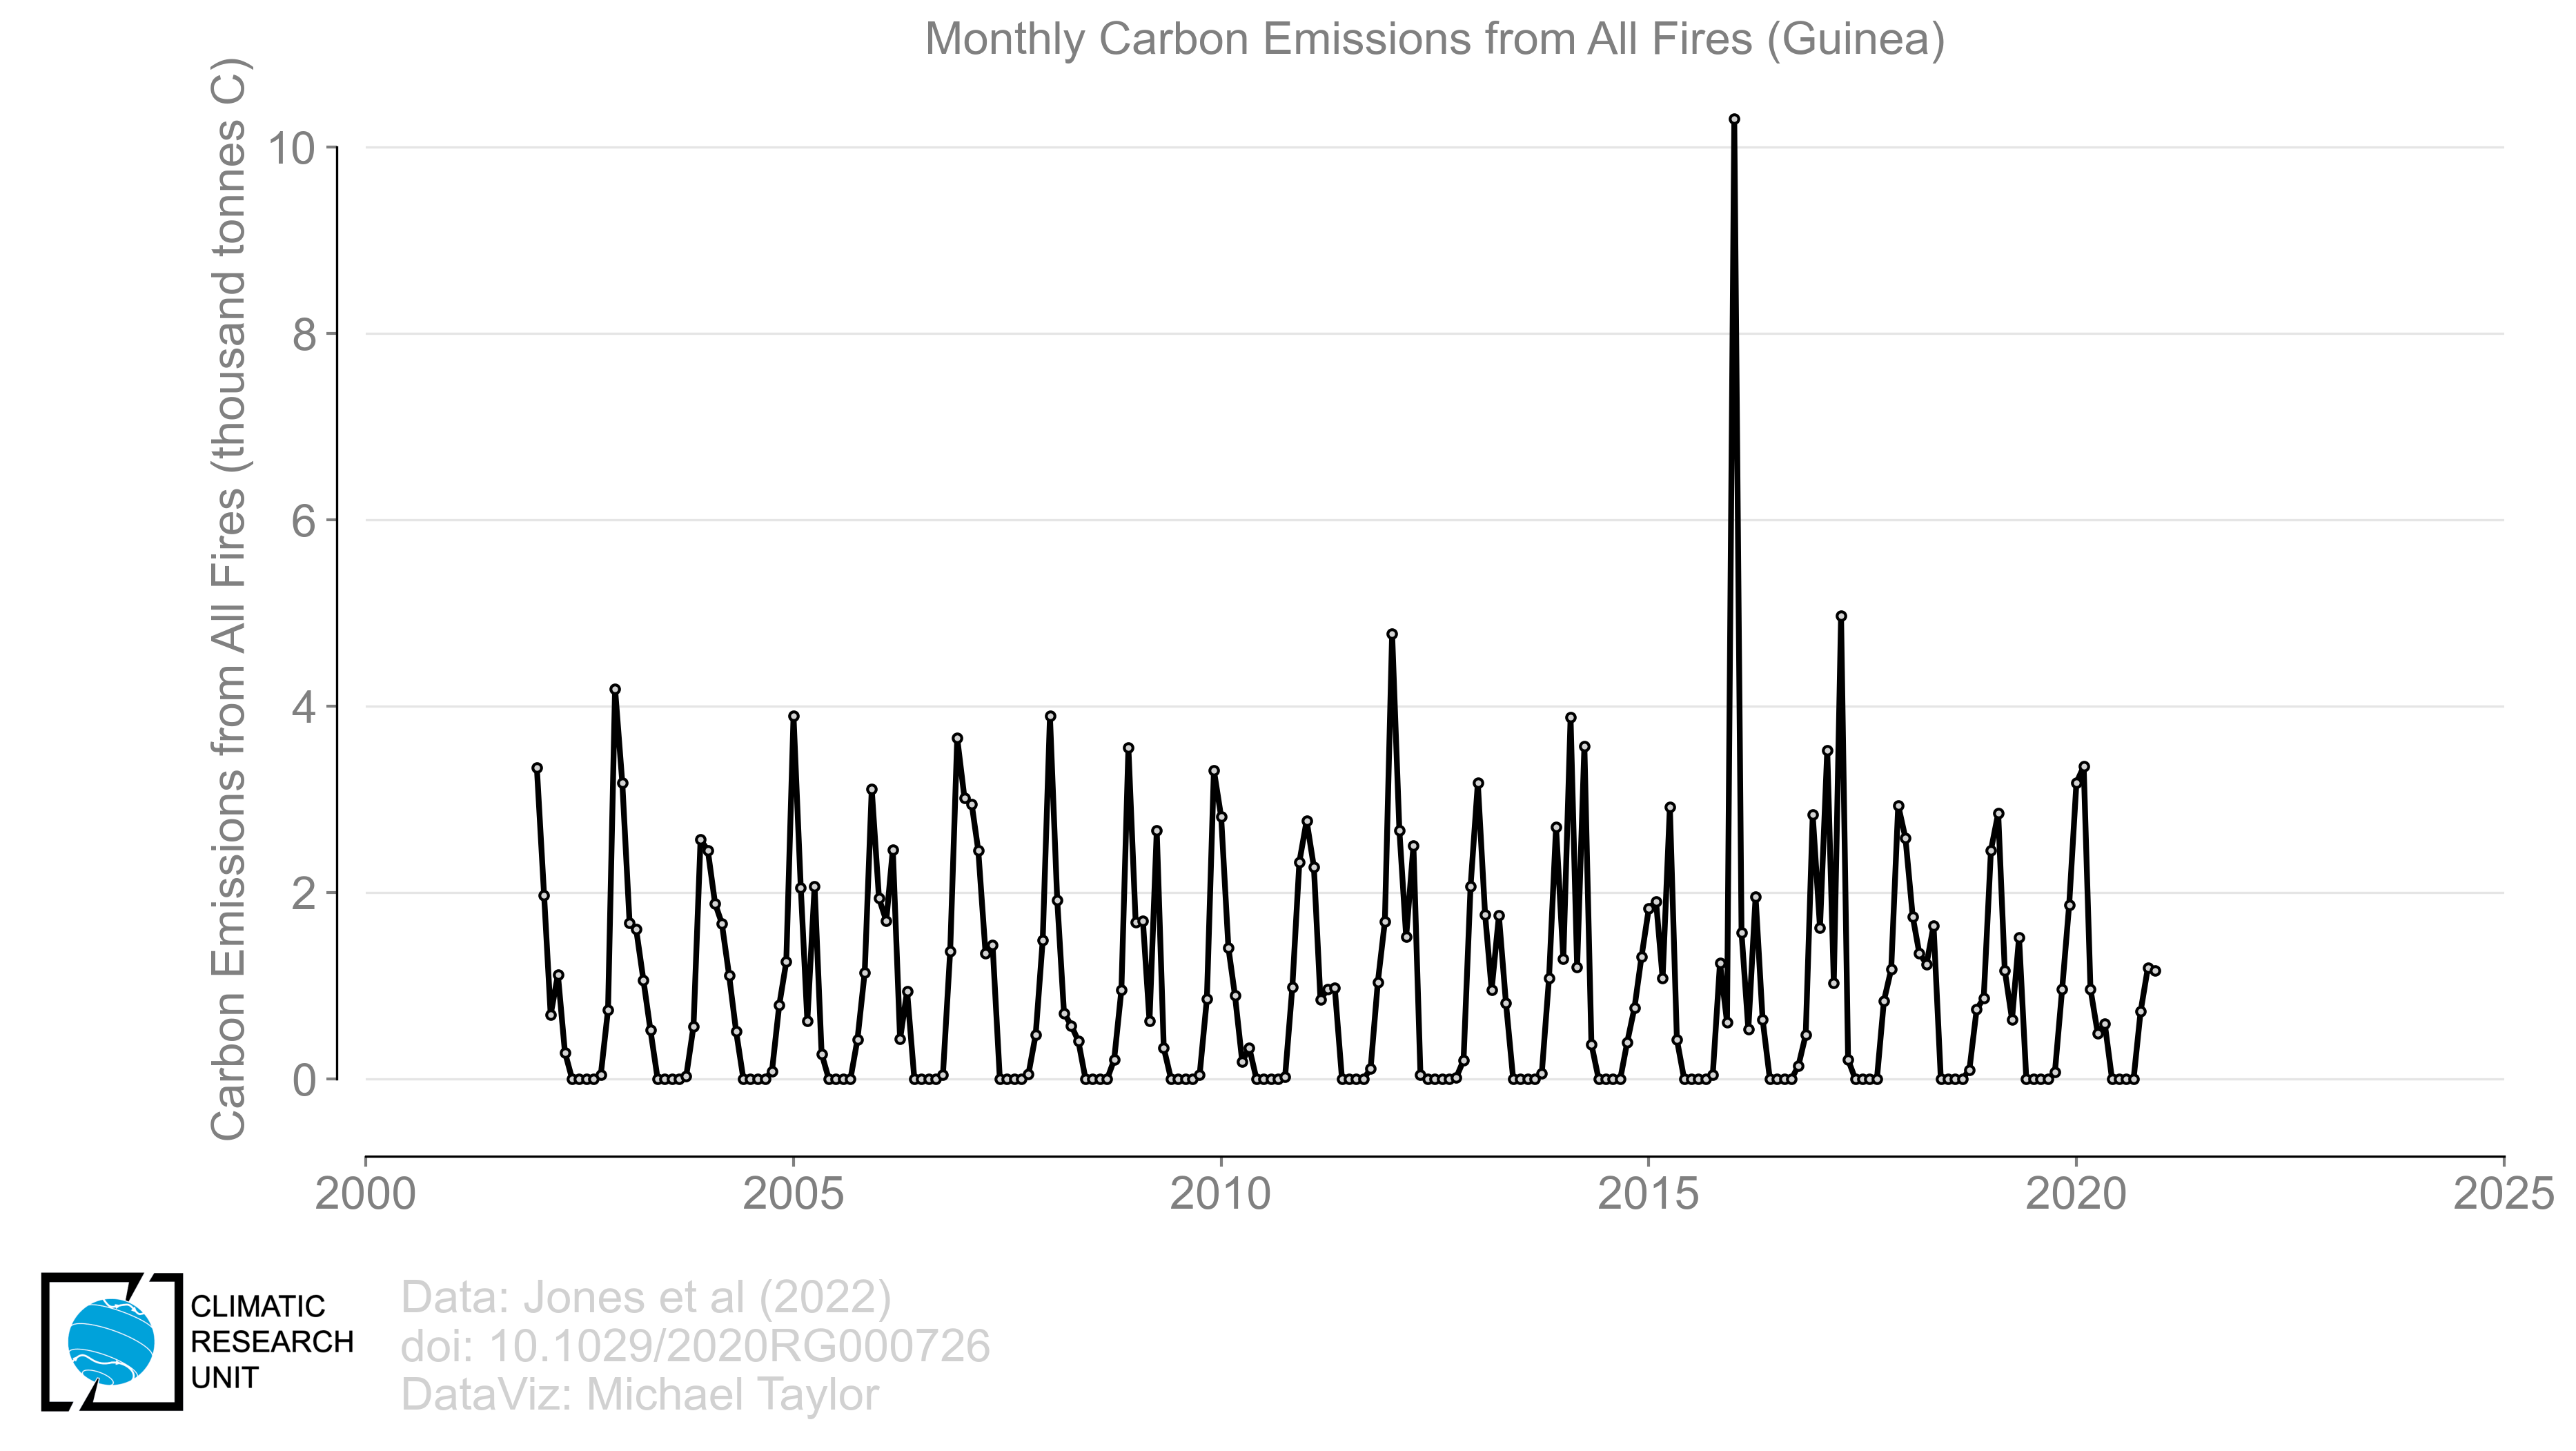 Monthly Carbon Emissions from All Fires (Guinea)
Carbon Emissions from All Fires (thousand tonnes C)
10
8
6
4
2
0
2000 2005 2010 2015 2020 2025
CLIMATIC
RESEARCH
UNIT
Data: Jones et al (2022)
doi: 10.1029/2020RG000726
DataViz: Michael Taylor